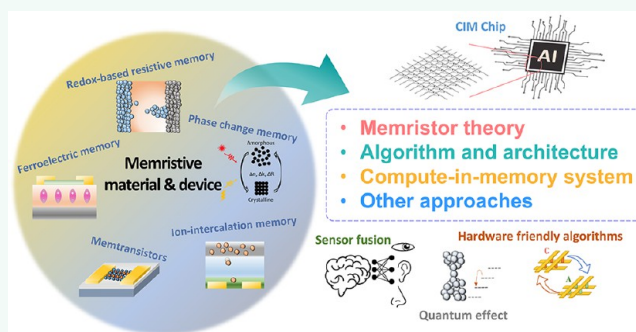 CIM Chip
AI
Redox-based resistive memory
Phase change memory
Amorphous
Crystalline
Ferroelectric memory
Memristive
material & device
Memtransistors
Ion-intercalation memory
• Memristor theory
• Algorithm and architecture
• Compute-in-memory system
• Other approaches
Sensor fusion
Hardware friendly algorithms
Quantum effect